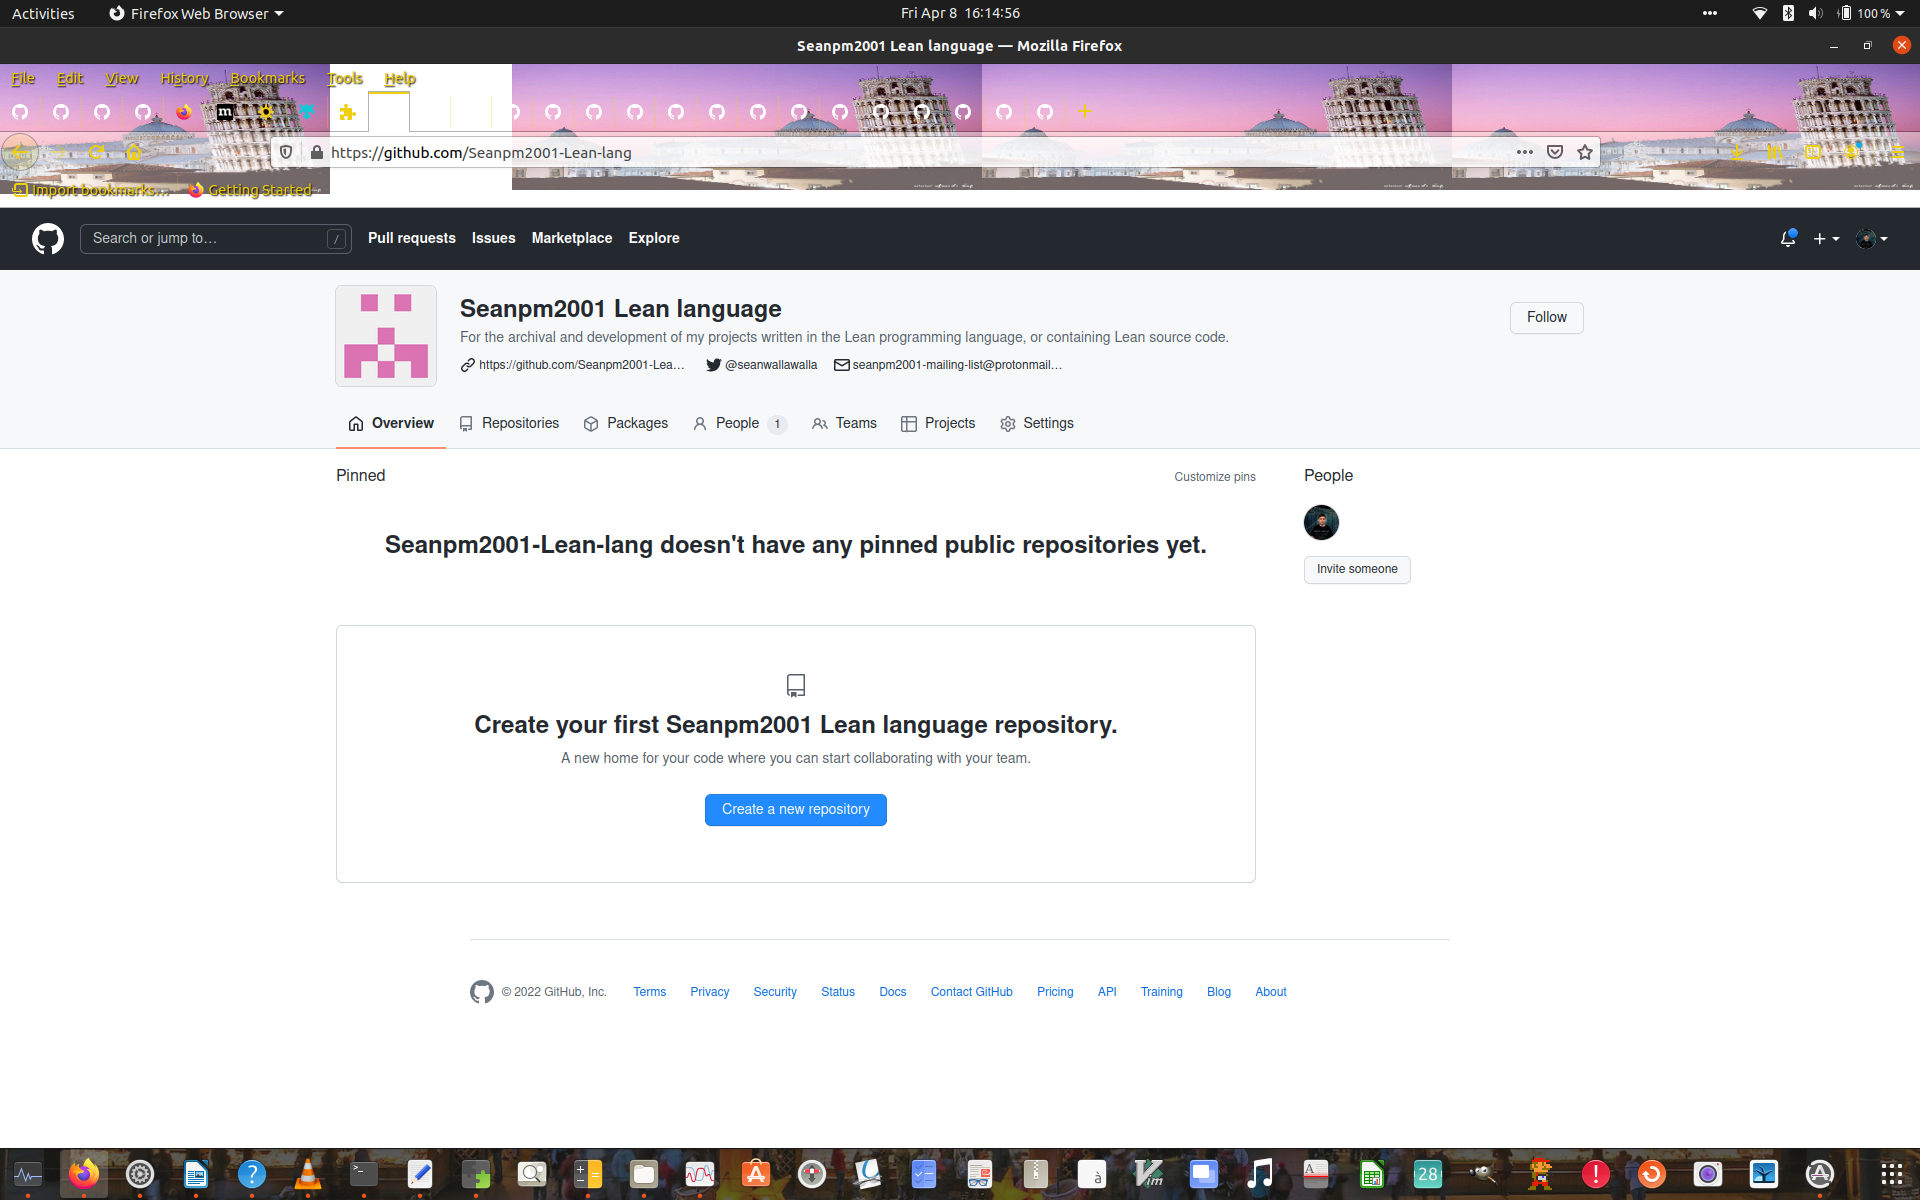 Activities Firefox Web Browser Fri Apr 8 16:14:56 100 %
Seanpm2001 Lean language — Mozilla Firefox
File Edit View History Bookmarks Tools Help
m
https://github.com/Seanpm2001-Lean-lang
Import bookmarks... Getting Started
Search or jump to... / Pull requests Issues Marketplace Explore
Seanpm2001 Lean language
Follow
For the archival and development of my projects written in the Lean programming language, or containing Lean source code.
https://github.com/Seanpm2001-Lea... @seanwallawalla seanpm2001-mailing-list@protonmail...
Overview Repositories Packages People 1 Teams Projects Settings
Pinned Customize pins People
Seanpm2001-Lean-lang doesn't have any pinned public repositories yet.
Invite someone
Create your first Seanpm2001 Lean language repository.
A new home for your code where you can start collaborating with your team.
Create a new repository
© 2022 GitHub, Inc. Terms Privacy Security Status Docs Contact GitHub Pricing API Training Blog About
28